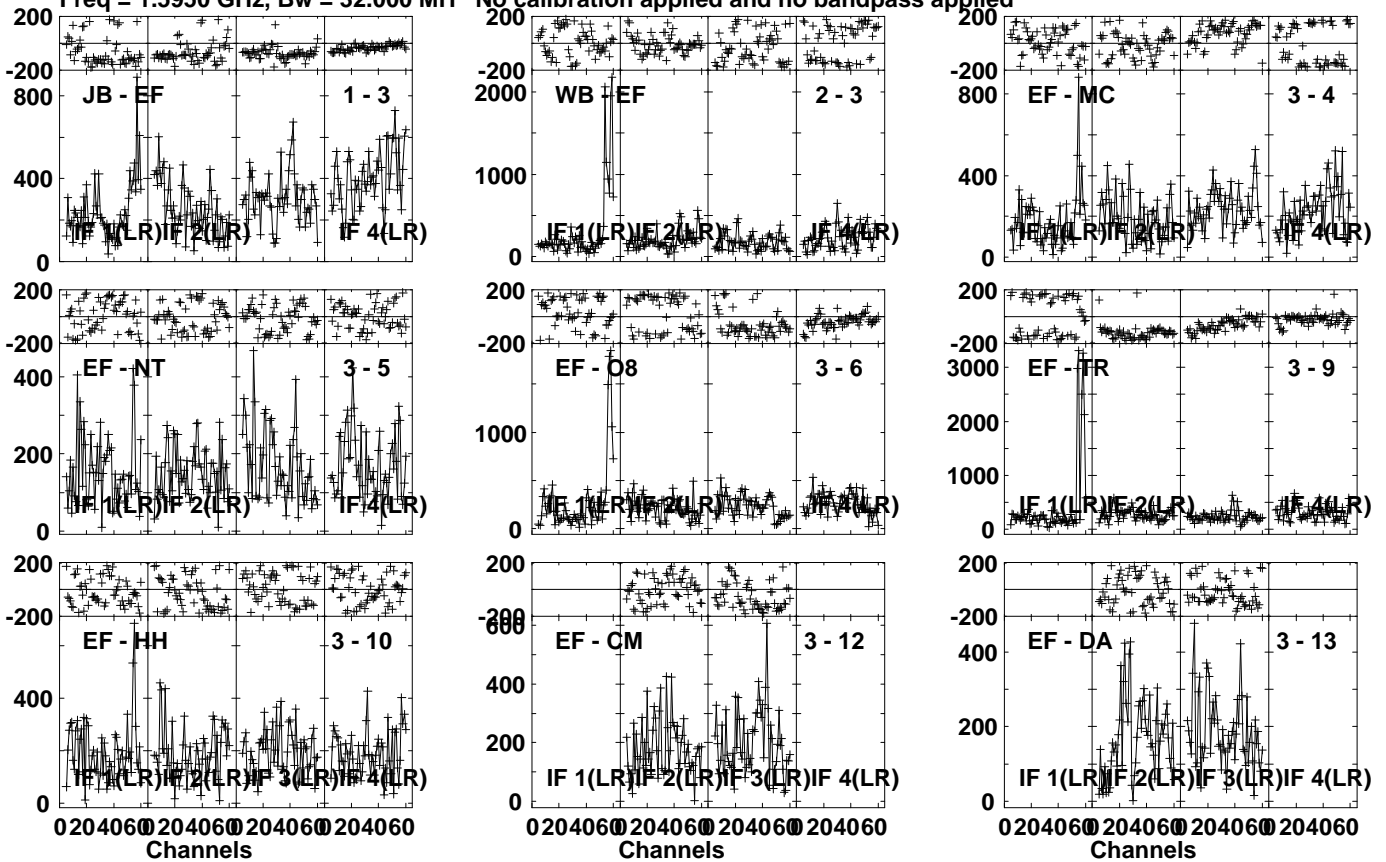 Freq = 1.5950 GHz, Bw = 32.000 MH No calibration applied and no bandpass applied
200 200 200
-200 -200 -200
JB - EF 1 - 3 WB - EF 2 - 3 EF - MC 3 - 4
800 2000 800
400 1000 400
IF 1(LR) IF 2(LR) IF 4(LR) IF 1(LR) IF 2(LR) IF 4(LR) IF 1(LR) IF 2(LR) IF 4(LR)
0 0 0
200 200 200
-200 -200 -200
EF - NT 3 - 5 EF - O8 3 - 6 EF - TR 3 - 9
400 1000 3000
200 2000
1000
IF 1(LR) IF 2(LR) IF 4(LR) IF 1(LR) IF 2(LR) IF 4(LR) IF 1(LR) IF 2(LR) IF 4(LR)
0 0 0
200 200 200
-200 -200 -200
600
EF - HH 3 - 10 EF - CM 3 - 12 EF - DA 3 - 13
400 400 400
200 200
IF 1(LR) IF 2(LR) IF 3(LR) IF 4(LR) IF 1(LR) IF 2(LR) IF 3(LR) IF 4(LR) IF 1(LR) IF 2(LR) IF 3(LR) IF 4(LR)
0 0 0
0 20 40 60 0 20 40 60 0 20 40 60 0 20 40 60 0 20 40 60 0 20 40 60 0 20 40 60 0 20 40 60 0 20 40 60 0 20 40 60 0 20 40 60 0 20 40 60
Channels Channels Channels